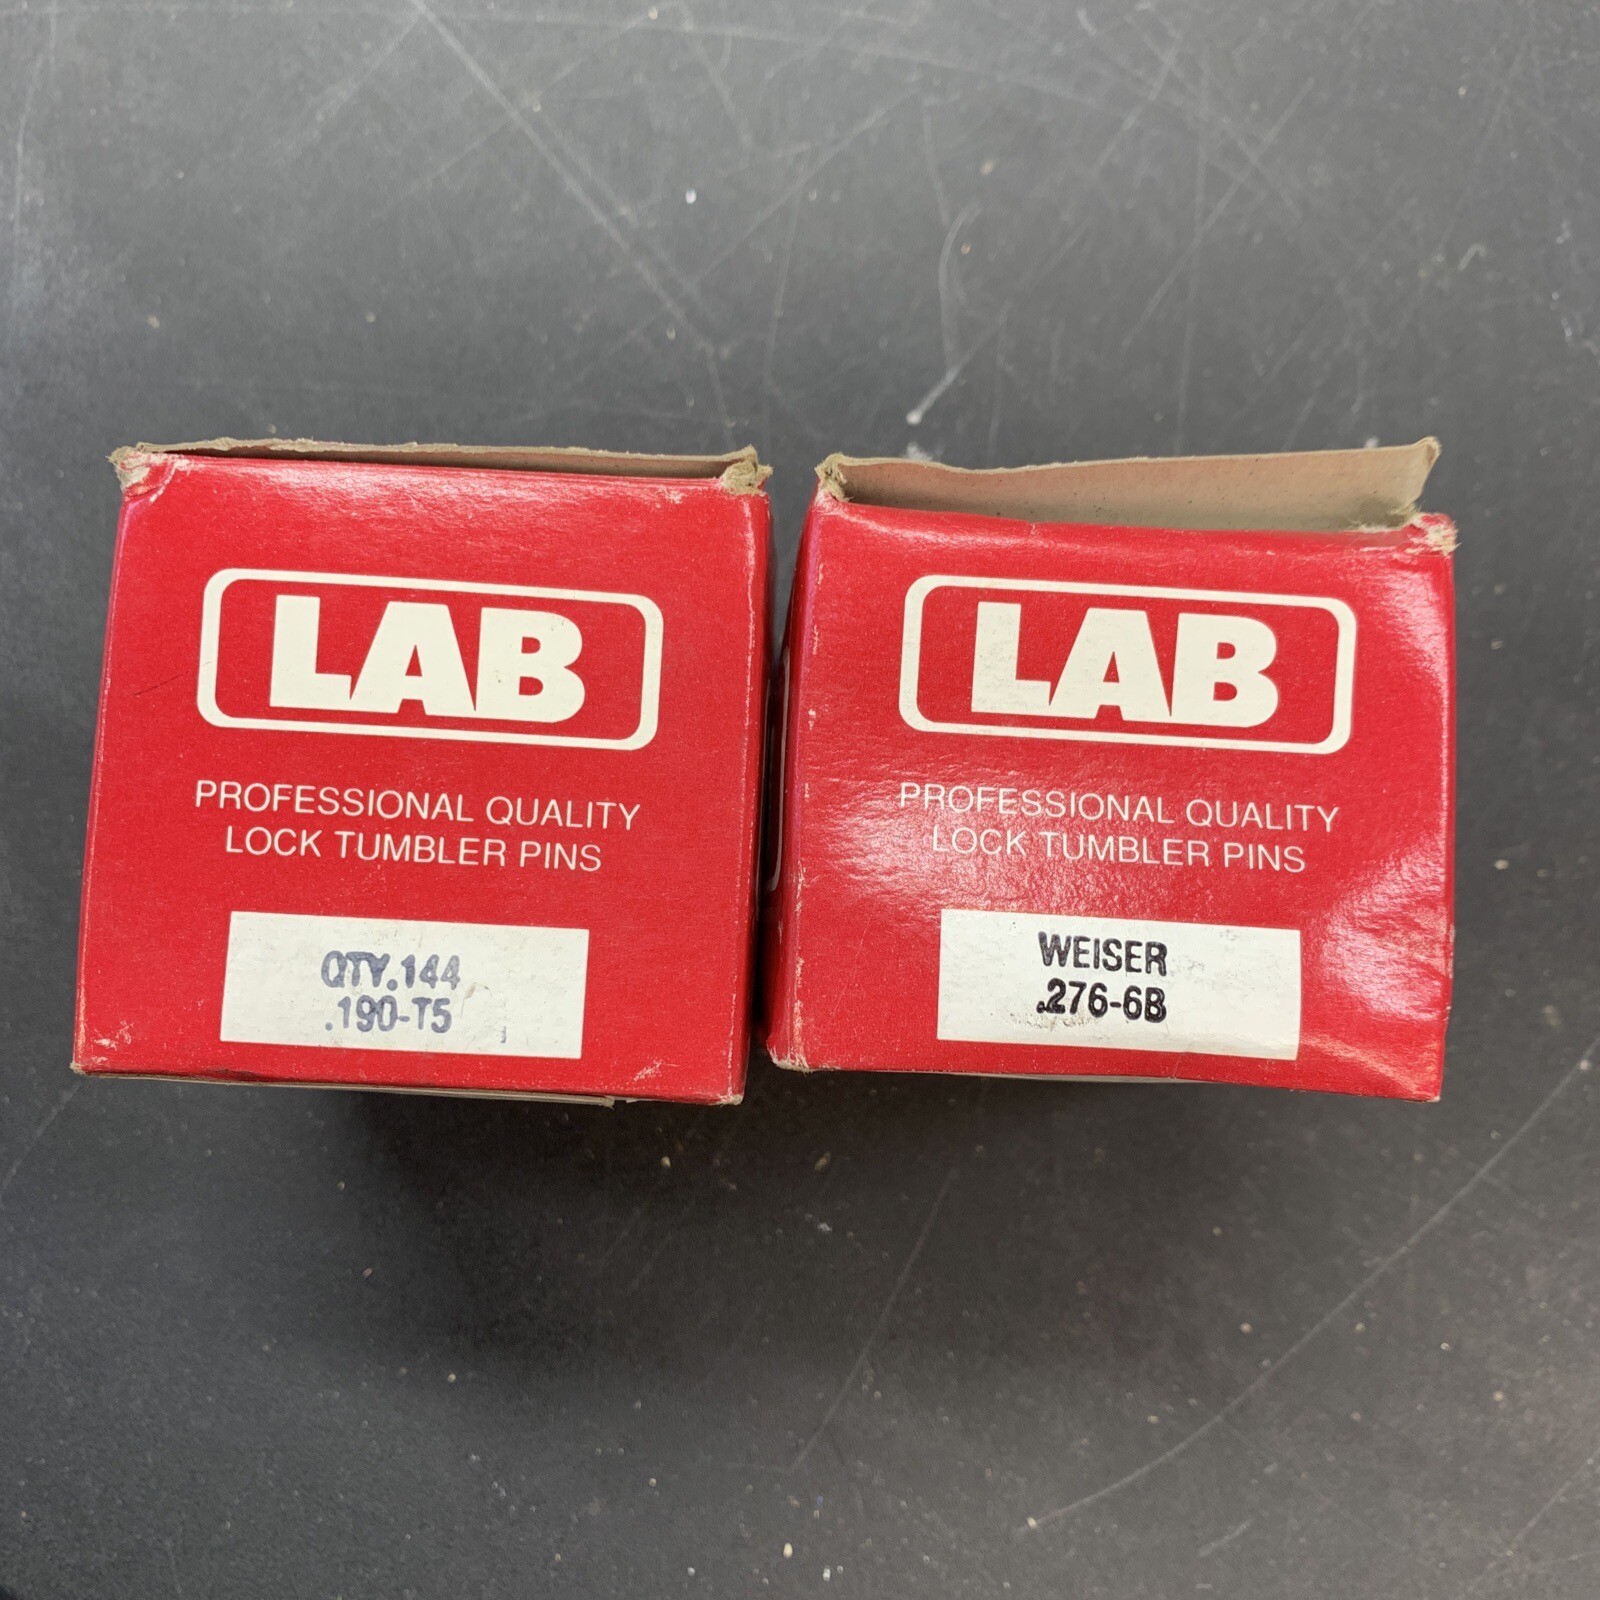 LAB
PROFESSIONAL QUALITY
LOCK TUMBLER PINS
QTY.144
.190-T5
LAB
PROFESSIONAL QUALITY
LOCK TUMBLER PINS
WEISER
.276-6B